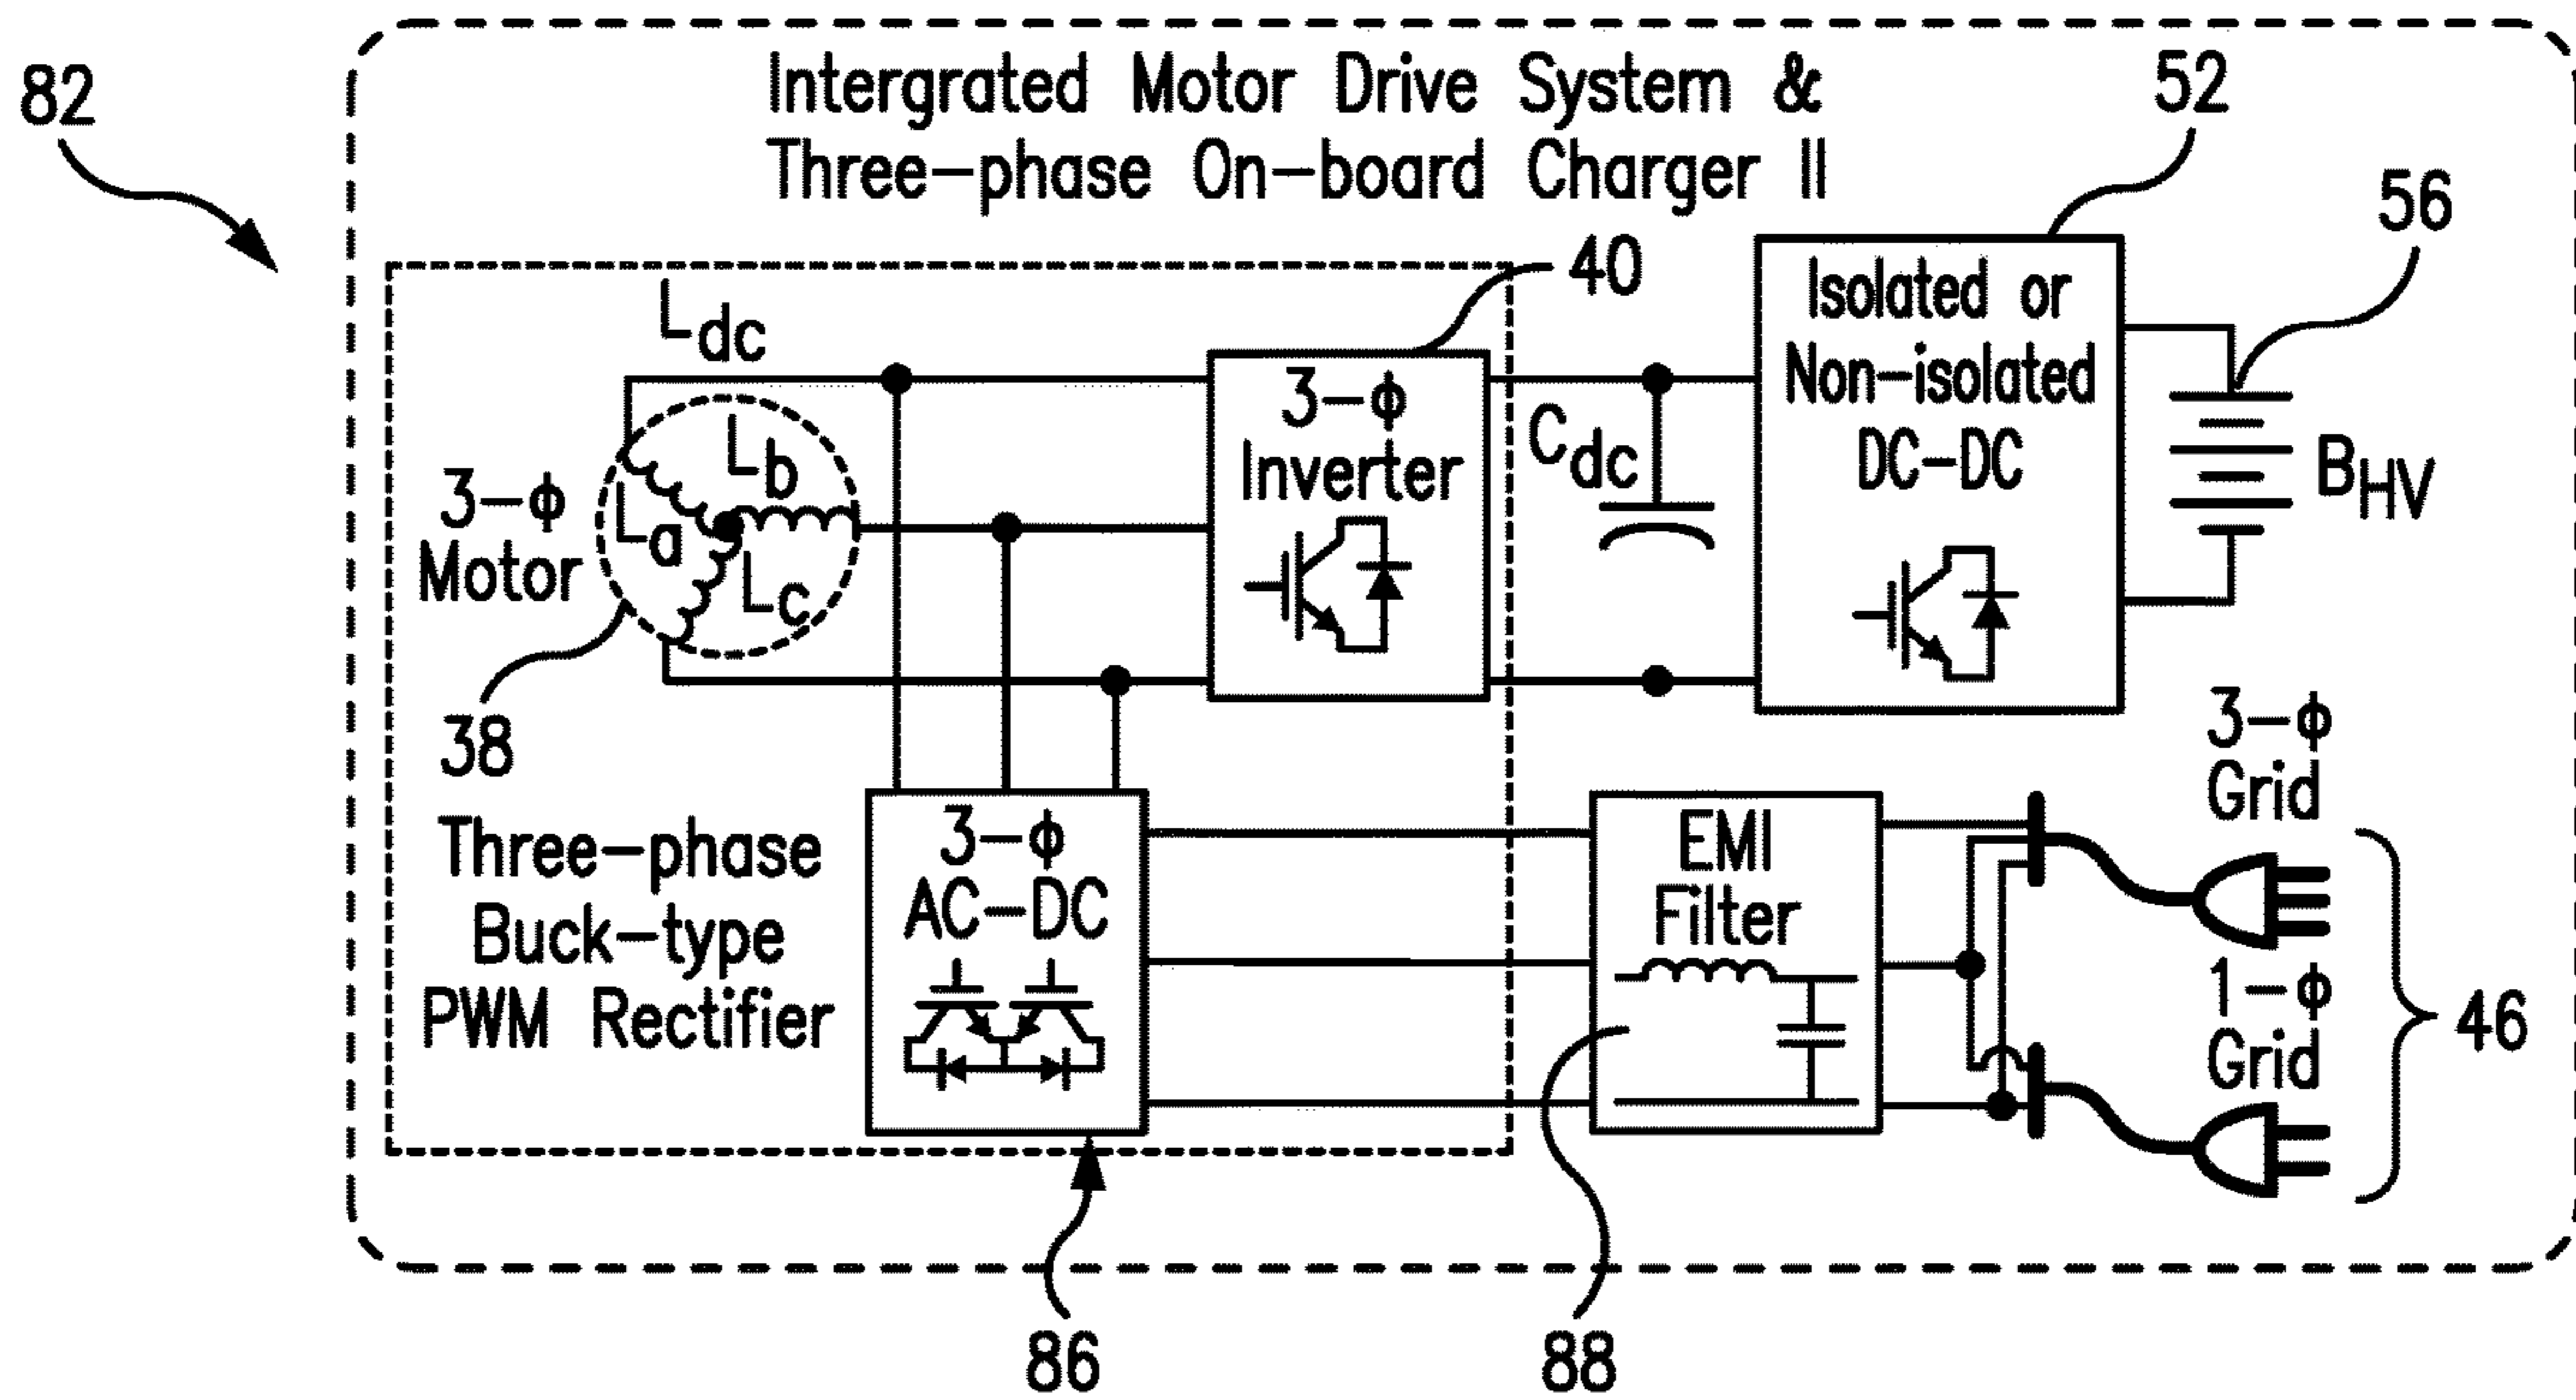 82
Intergrated Motor Drive System &
Three-phase On-board Charger II
52
56
40
Ldc
3-ϕ
Motor
La
Lb
Lc
38
3-ϕ
Inverter
Cdc
Isolated or
Non-isolated
DC-DC
BHV
Three-phase
Buck-type
PWM Rectifier
3-ϕ
AC-DC
EMI
Filter
3-ϕ
Grid
1-ϕ
Grid
46
86
88